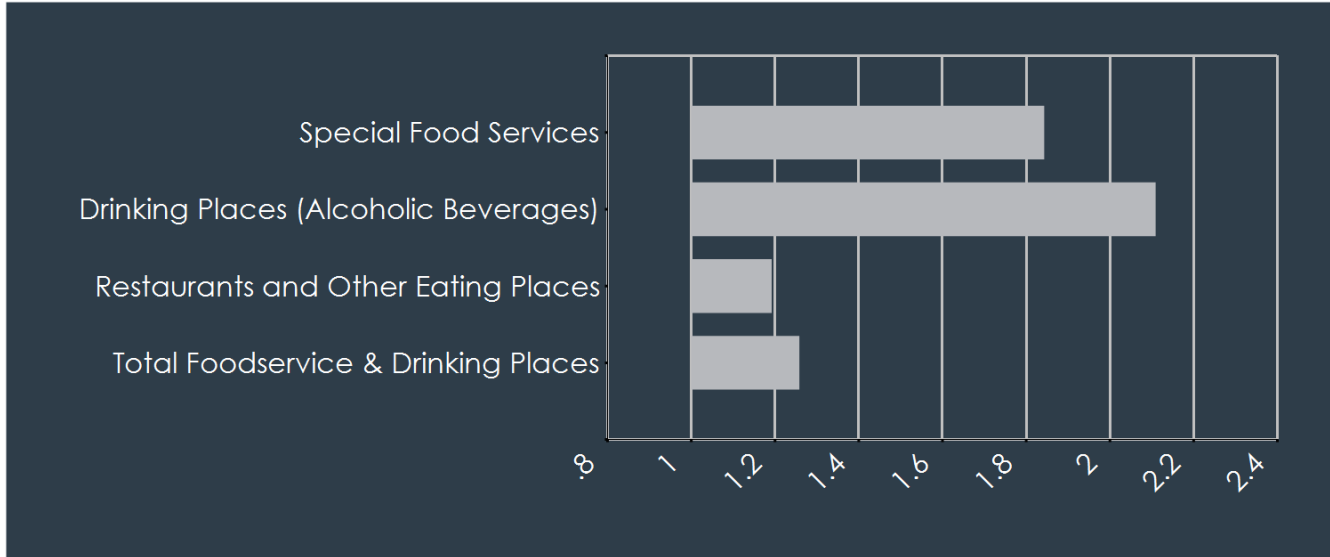 Special Food Services
Drinking Places (Alcoholic Beverages)
Restaurants and Other Eating Places
Total Foodservice & Drinking Places
.8 1 1.2 1.4 1.6 1.8 2 2.2 2.4